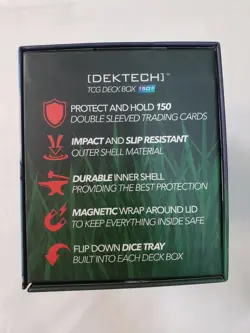 [DEKTECH]™
TCG DECK BOX 150+
PROTECT AND HOLD 150
DOUBLE SLEEVED TRADING CARDS
IMPACT AND SLIP RESISTANT
OUTER SHELL MATERIAL
DURABLE INNER SHELL
PROVIDING THE BEST PROTECTION
MAGNETIC WRAP AROUND LID
TO KEEP EVERYTHING INSIDE SAFE
FLIP DOWN DICE TRAY
BUILT INTO EACH DECK BOX